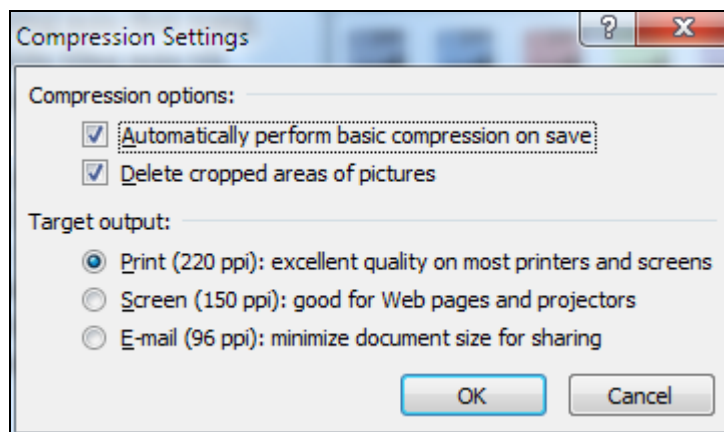 Compression Settings
?
X
Compression options:
Automatically perform basic compression on save
Delete cropped areas of pictures
Target output:
Print (220 ppi): excellent quality on most printers and screens
Screen (150 ppi): good for Web pages and projectors
E-mail (96 ppi): minimize document size for sharing
OK Cancel